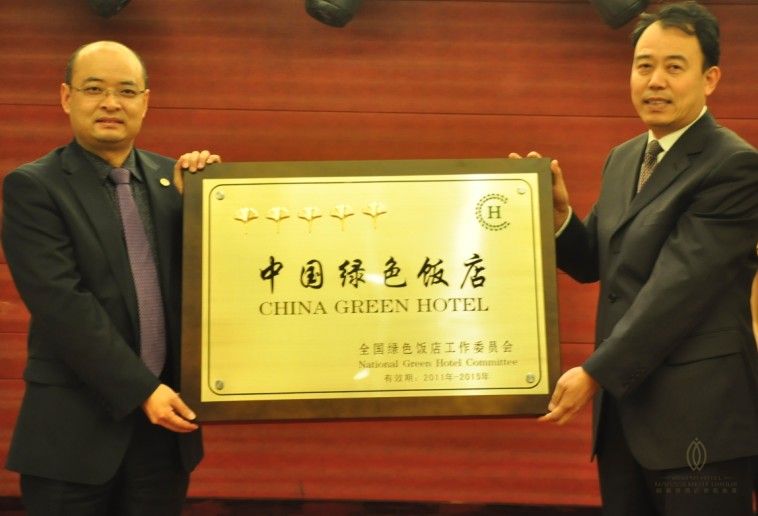 H
中国绿色饭店
CHINA GREEN HOTEL
全国绿色饭店工作委员会
National Green Hotel Committee
有效期：2011年-2015年